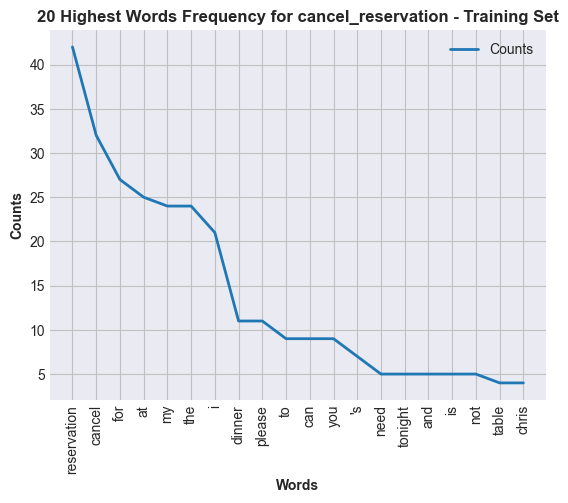 20 Highest Words Frequency for cancel_reservation - Training Set
Counts
40
35
30
25
20
15
10
5
Counts
reservation
cancel
for
at
my
the
i
dinner
please
to
can
you
's
need
tonight
and
is
not
table
chris
Words